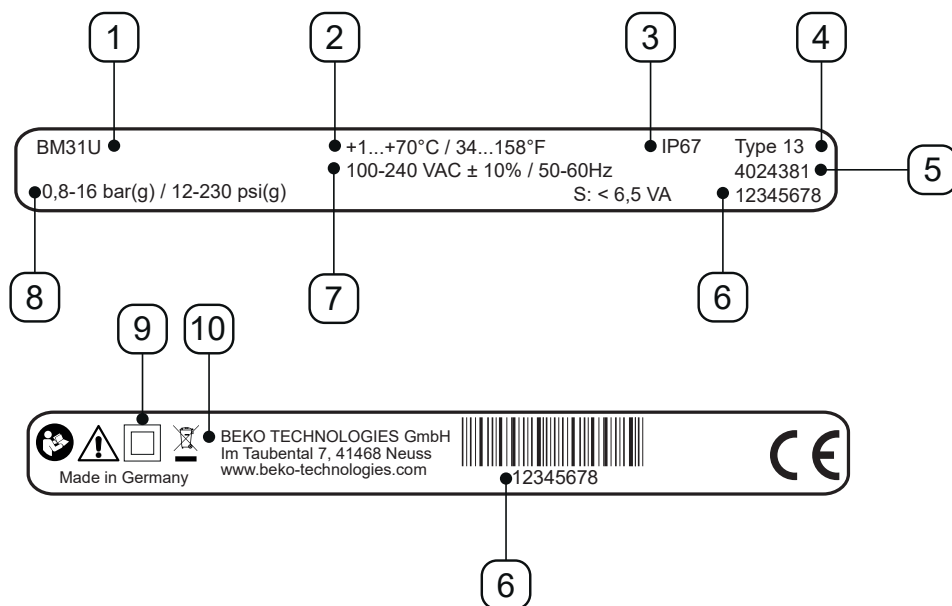 1 2 3 4
BM31U +1...+70°C / 34...158°F IP67 Type 13
100-240 VAC ± 10% / 50-60Hz 4024381 5
0,8-16 bar(g) / 12-230 psi(g) S: < 6,5 VA 12345678
8 7 6
9 10
BEKO TECHNOLOGIES GmbH
Im Taubental 7, 41468 Neuss
www.beko-technologies.com
Made in Germany
12345678
CE
6